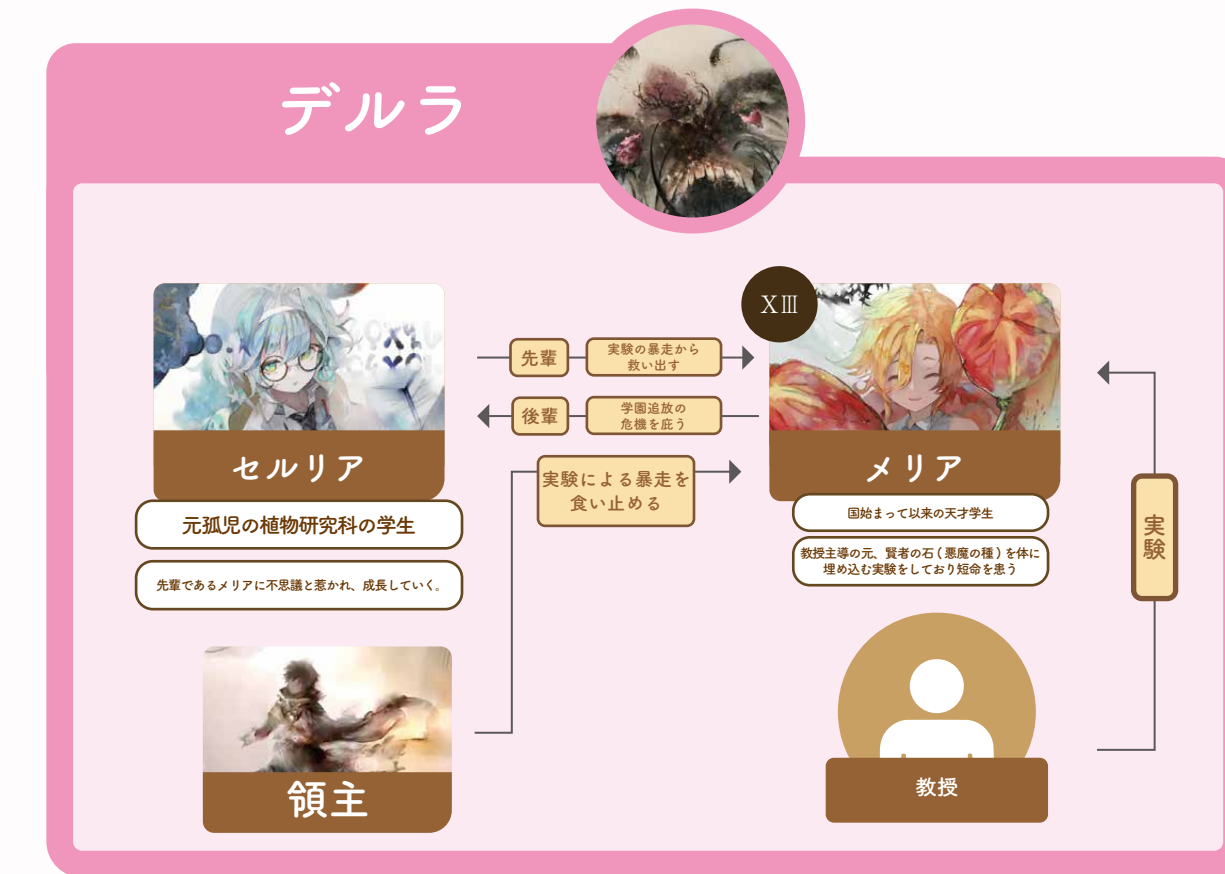 デルラ
XIII
先輩
実験の暴走から
救い出す
後輩
学園追放の
危機を庇う
実験による暴走を
食い止める
セルリア
元孤児の植物研究科の学生
先輩であるメリアに不思議と惹かれ、成長していく。
メリア
国始まって以来の天才学生
教授主導の元、賢者の石(悪魔の種)を体に
埋め込む実験をしており短命を患う
実験
領主
教授